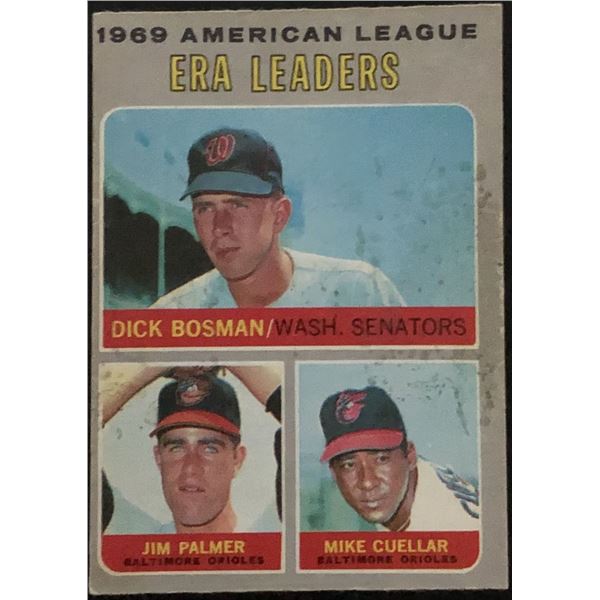 1969 AMERICAN LEAGUE
ERA LEADERS
W
DICK BOSMAN/WASH. SENATORS
JIM PALMER
BALTIMORE ORIOLES
MIKE CUELLAR
BALTIMORE ORIOLES